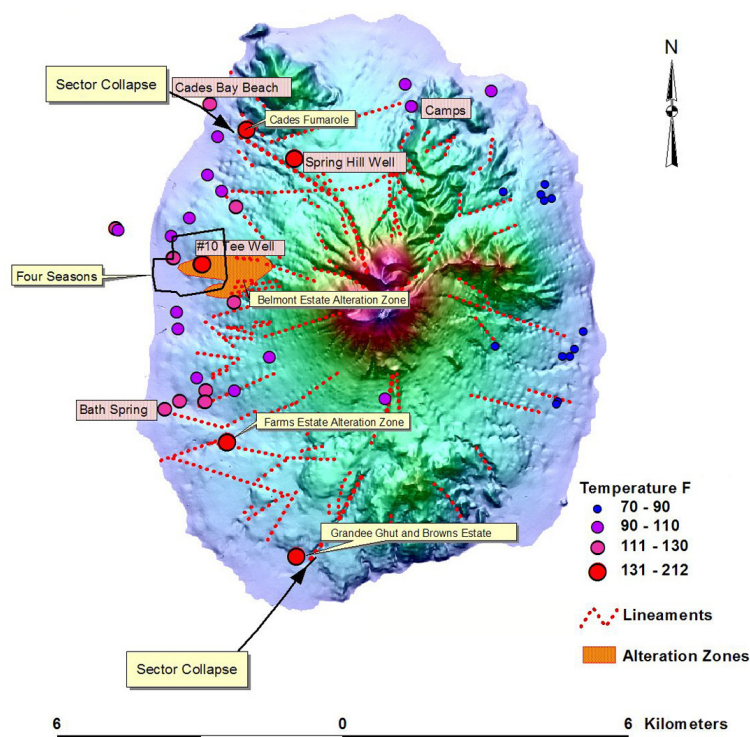 N
Sector Collapse
Cades Bay Beach
Cades Fumarole
Camps
Spring Hill Well
#10 Tee Well
Four Seasons
Belmont Estate Alteration Zone
Bath Spring
Farms Estate Alteration Zone
Grandee Ghut and Browns Estate
Sector Collapse
Temperature F
70 - 90
90 - 110
111 - 130
131 - 212
Lineaments
Alteration Zones
6 0 6 Kilometers